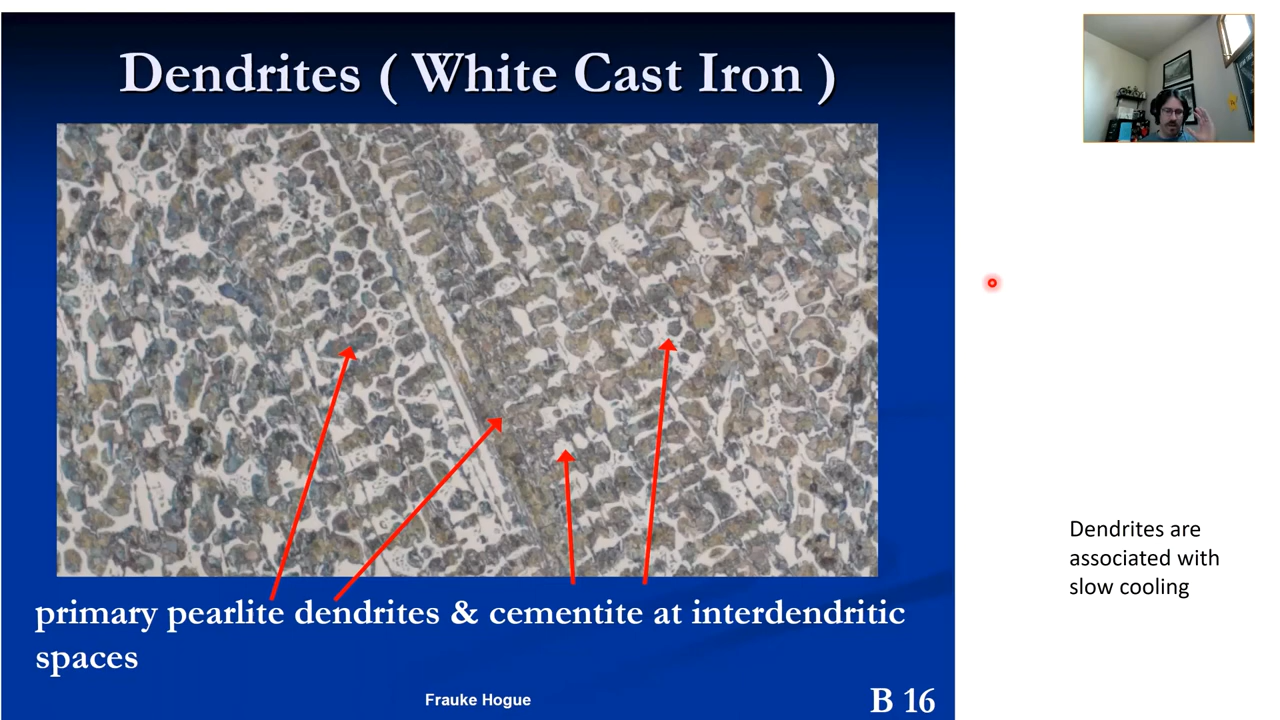 Dendrites ( White Cast Iron )
primary pearlite dendrites & cementite at interdendritic
spaces
Frauke Hogue
B 16
Dendrites are
associated with
slow cooling